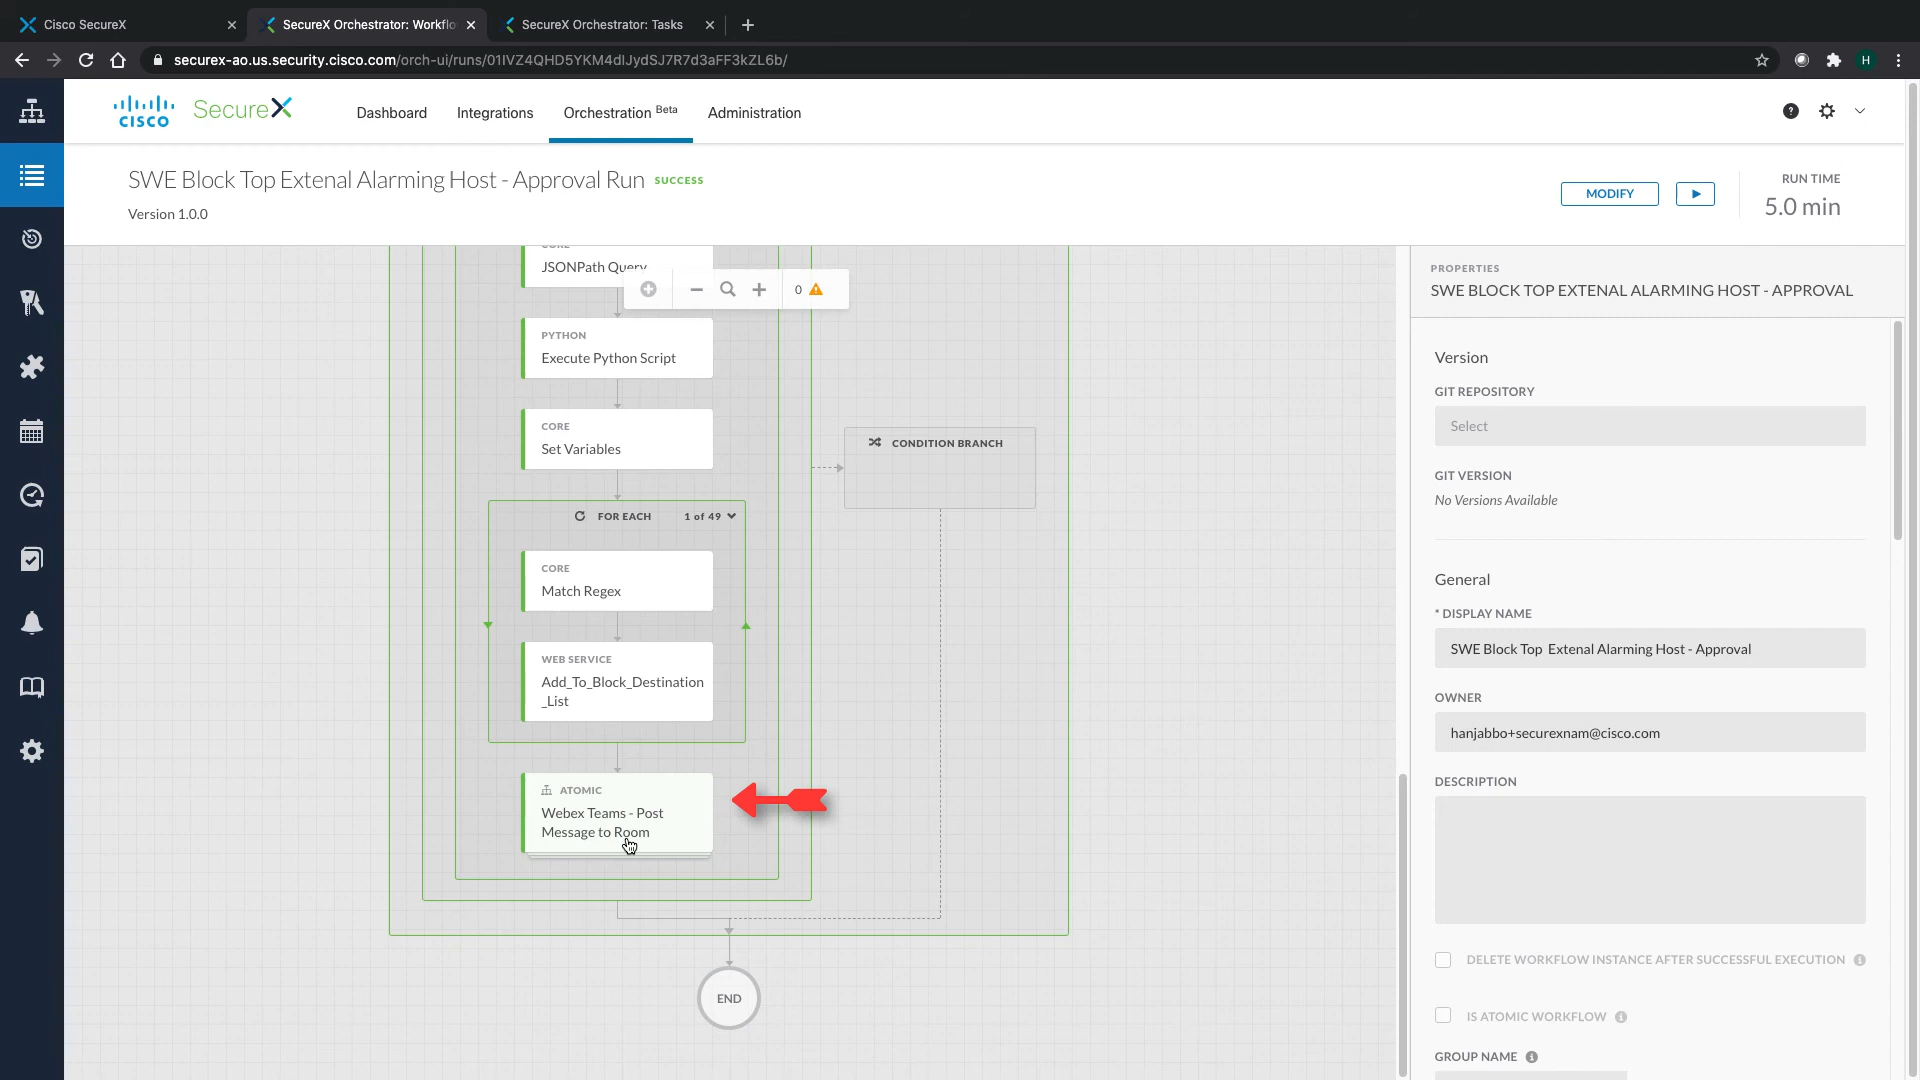 Cisco SecureX
SecureX Orchestrator: Workflo
SecureX Orchestrator: Tasks
securex-ao.us.security.cisco.com/orch-ui/runs/01IVZ4QHD5YKM4dIJydSJ7R7d3aFF3kZL6b/
H
cisco SecureX
Dashboard
Integrations
Orchestration Beta
Administration
SWE Block Top Extenal Alarming Host - Approval Run SUCCESS
Version 1.0.0
MODIFY
RUN TIME
5.0 min
JSONPath Query
0
PYTHON
Execute Python Script
CORE
Set Variables
CONDITION BRANCH
FOR EACH 1 of 49
CORE
Match Regex
WEB SERVICE
Add_To_Block_Destination
_List
ATOMIC
Webex Teams - Post
Message to Room
END
PROPERTIES
SWE BLOCK TOP EXTENAL ALARMING HOST - APPROVAL
Version
GIT REPOSITORY
Select
GIT VERSION
No Versions Available
General
* DISPLAY NAME
SWE Block Top Extenal Alarming Host - Approval
OWNER
hanjabbo+securexnam@cisco.com
DESCRIPTION
DELETE WORKFLOW INSTANCE AFTER SUCCESSFUL EXECUTION
IS ATOMIC WORKFLOW
GROUP NAME